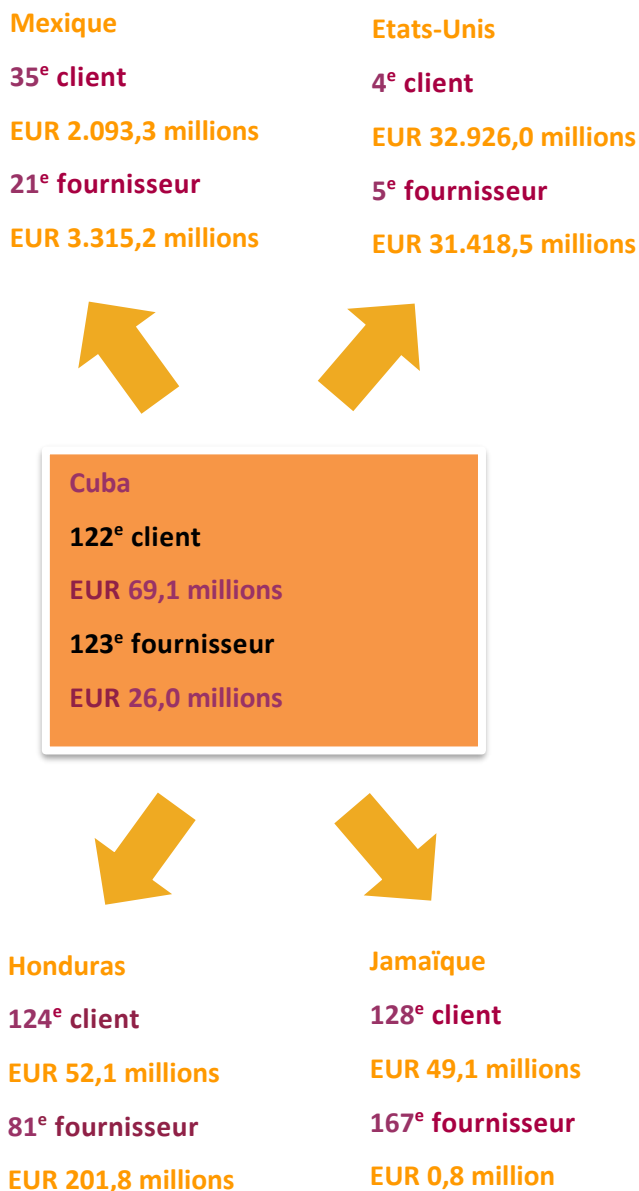 Mexique
35e client
EUR 2.093,3 millions
21e fournisseur
EUR 3.315,2 millions
Etats-Unis
4e client
EUR 32.926,0 millions
5e fournisseur
EUR 31.418,5 millions
Cuba
122e client
EUR 69,1 millions
123e fournisseur
EUR 26,0 millions
Honduras
124e client
EUR 52,1 millions
81e fournisseur
EUR 201,8 millions
Jamaïque
128e client
EUR 49,1 millions
167e fournisseur
EUR 0,8 million